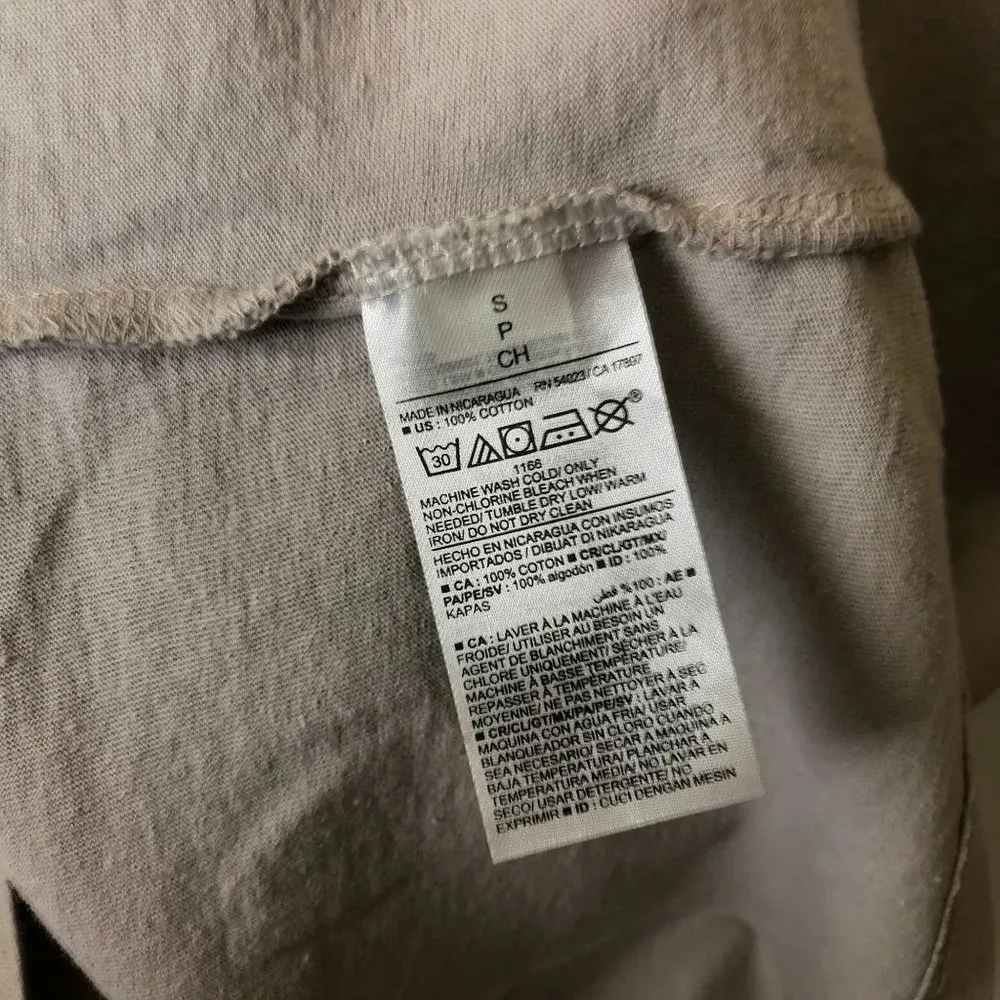 S
P
CH
MADE IN NICARAGUA RN 54023 / CA 17897
■ US : 100% COTTON
30
®
1166
MACHINE WASH COLD/ ONLY
NON-CHLORINE BLEACH WHEN
NEEDED/ TUMBLE DRY LOW/ WARM
IRON/ DO NOT DRY CLEAN
HECHO EN NICARAGUA CON INSUMOS
IMPORTADOS / DIBUAT DI NIKARAGUA
■ CA : 100% COTON ■ CR/CL/GT/MX/
PA/PE/SV : 100% algodón ■ ID : 100%
KAPAS
■ AE : 100% قطن
■ CA : LAVER À LA MACHINE À L'EAU
FROIDE/ UTILISER AU BESOIN UN
AGENT DE BLANCHIMENT SANS
CHLORE UNIQUEMENT/ SÉCHER À LA
MACHINE À BASSE TEMPÉRATURE/
REPASSER À TEMPÉRATURE
MOYENNE/ NE PAS NETTOYER À SEC
■ CR/CL/GT/MX/PA/PE/SV : LAVAR A
MAQUINA CON AGUA FRIA/ USAR
BLANQUEADOR SIN CLORO CUANDO
SEA NECESARIO/ SECAR A MAQUINA A
BAJA TEMPERATURA/ PLANCHAR A
TEMPERATURA MEDIA/ NO LAVAR EN
SECO/ USAR DETERGENTE/ NO
EXPRIMIR ■ ID : CUCI DENGAN MESIN